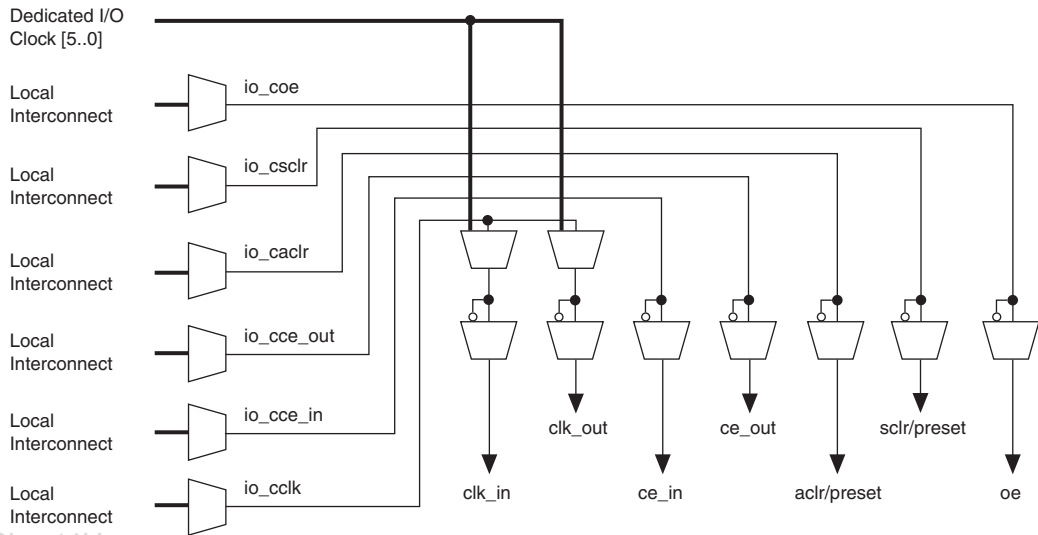 Dedicated I/O
Clock [5..0]
Local
Interconnect
io_coe
Local
Interconnect
io_csclr
Local
Interconnect
io_caclr
Local
Interconnect
io_cce_out
Local
Interconnect
io_cce_in
Local
Interconnect
io_cclk
clk_out
ce_out
sclr/preset
clk_in
ce_in
aclr/preset
oe